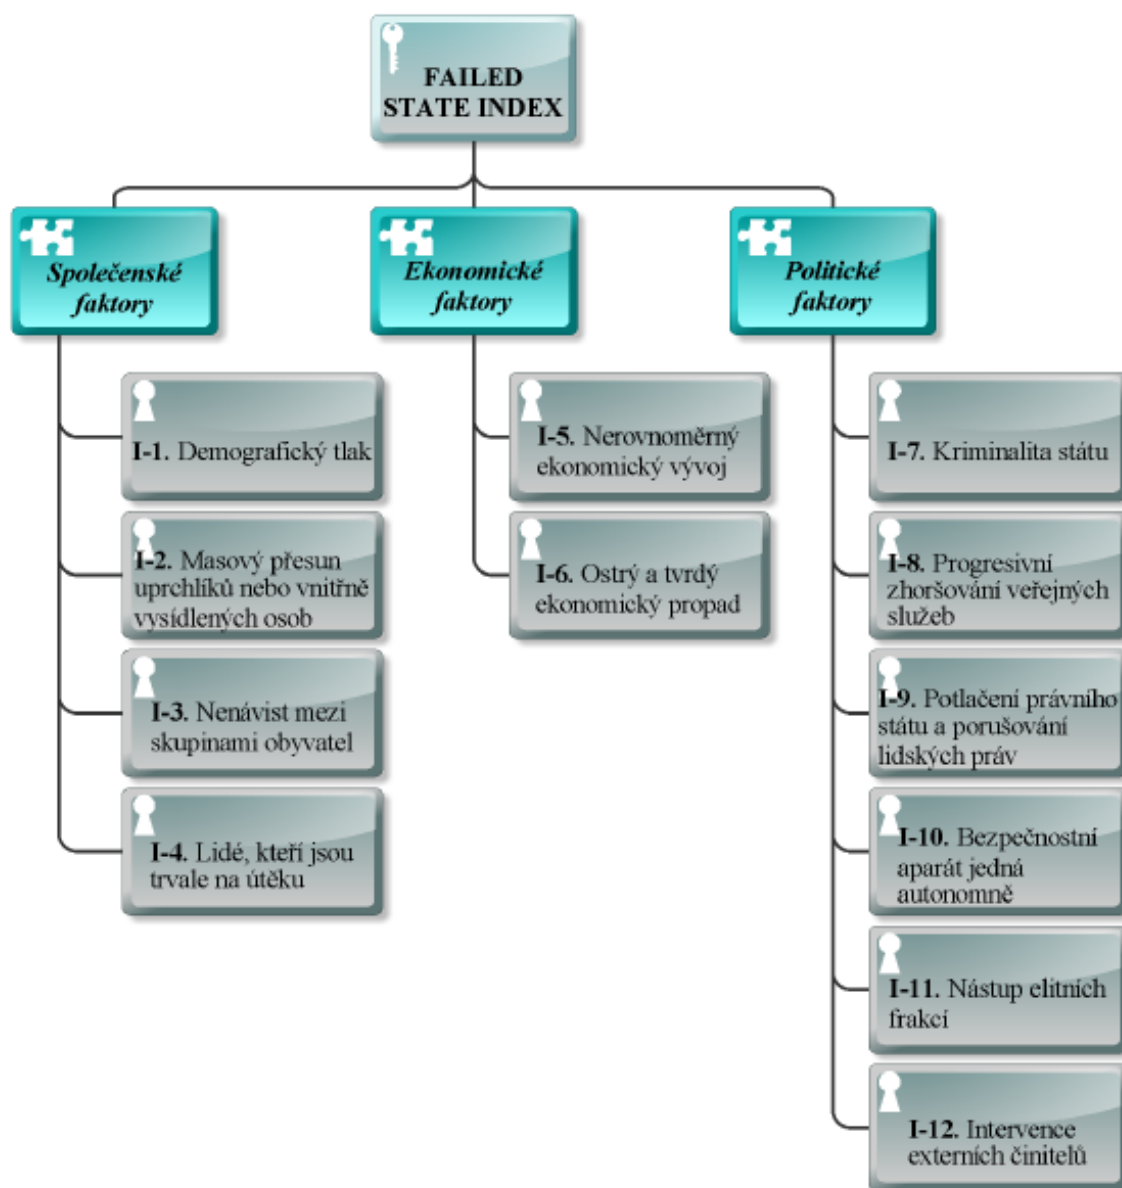 FAILED
STATE INDEX
Společenské
faktory
Ekonomické
faktory
Politické
faktory
I-1. Demografický tlak
I-2. Masový přesun
uprchlíků nebo vnitřně
vysídlených osob
I-3. Nenávist mezi
skupinami obyvatel
I-4. Lidé, kteří jsou
trvale na útěku
I-5. Nerovnoměrný
ekonomický vývoj
I-6. Ostrý a tvrdý
ekonomický propad
I-7. Kriminalita státu
I-8. Progresivní
zhoršování veřejných
služeb
I-9. Potlačení právního
státu a porušování
lidských práv
I-10. Bezpečnostní
aparát jedná
autonomně
I-11. Nástup elitních
frakcí
I-12. Intervence
externích činitelů